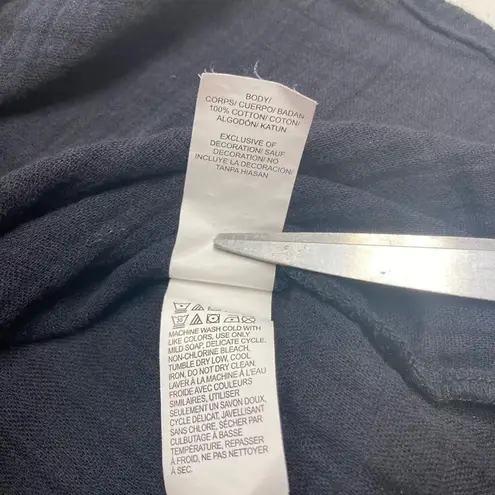 BODY/
CORPS/ CUERPO/ BADAN
100% COTTON/ COTON/
ALGODÓN/ KATUN
EXCLUSIVE OF
DECORATION/ SAUF
DECORATION/ NO
INCLUYE LA DECORACION/
TANPA HIASAN
MACHINE WASH COLD WITH
LIKE COLORS, USE ONLY
MILD SOAP, DELICATE CYCLE.
NON-CHLORINE BLEACH.
TUMBLE DRY LOW, COOL
IRON, DO NOT DRY CLEAN.
LAVER À LA MACHINE À L'EAU
FROIDE AVEC COULEURS
SIMILAIRES, UTILISER
SEULEMENT UN SAVON DOUX,
CYCLE DÉLICAT, JAVELLISANT
SANS CHLORE, SÉCHER PAR
CULBUTAGE À BASSE
TEMPÉRATURE, REPASSER
À FROID, NE PAS NETTOYER
À SEC.